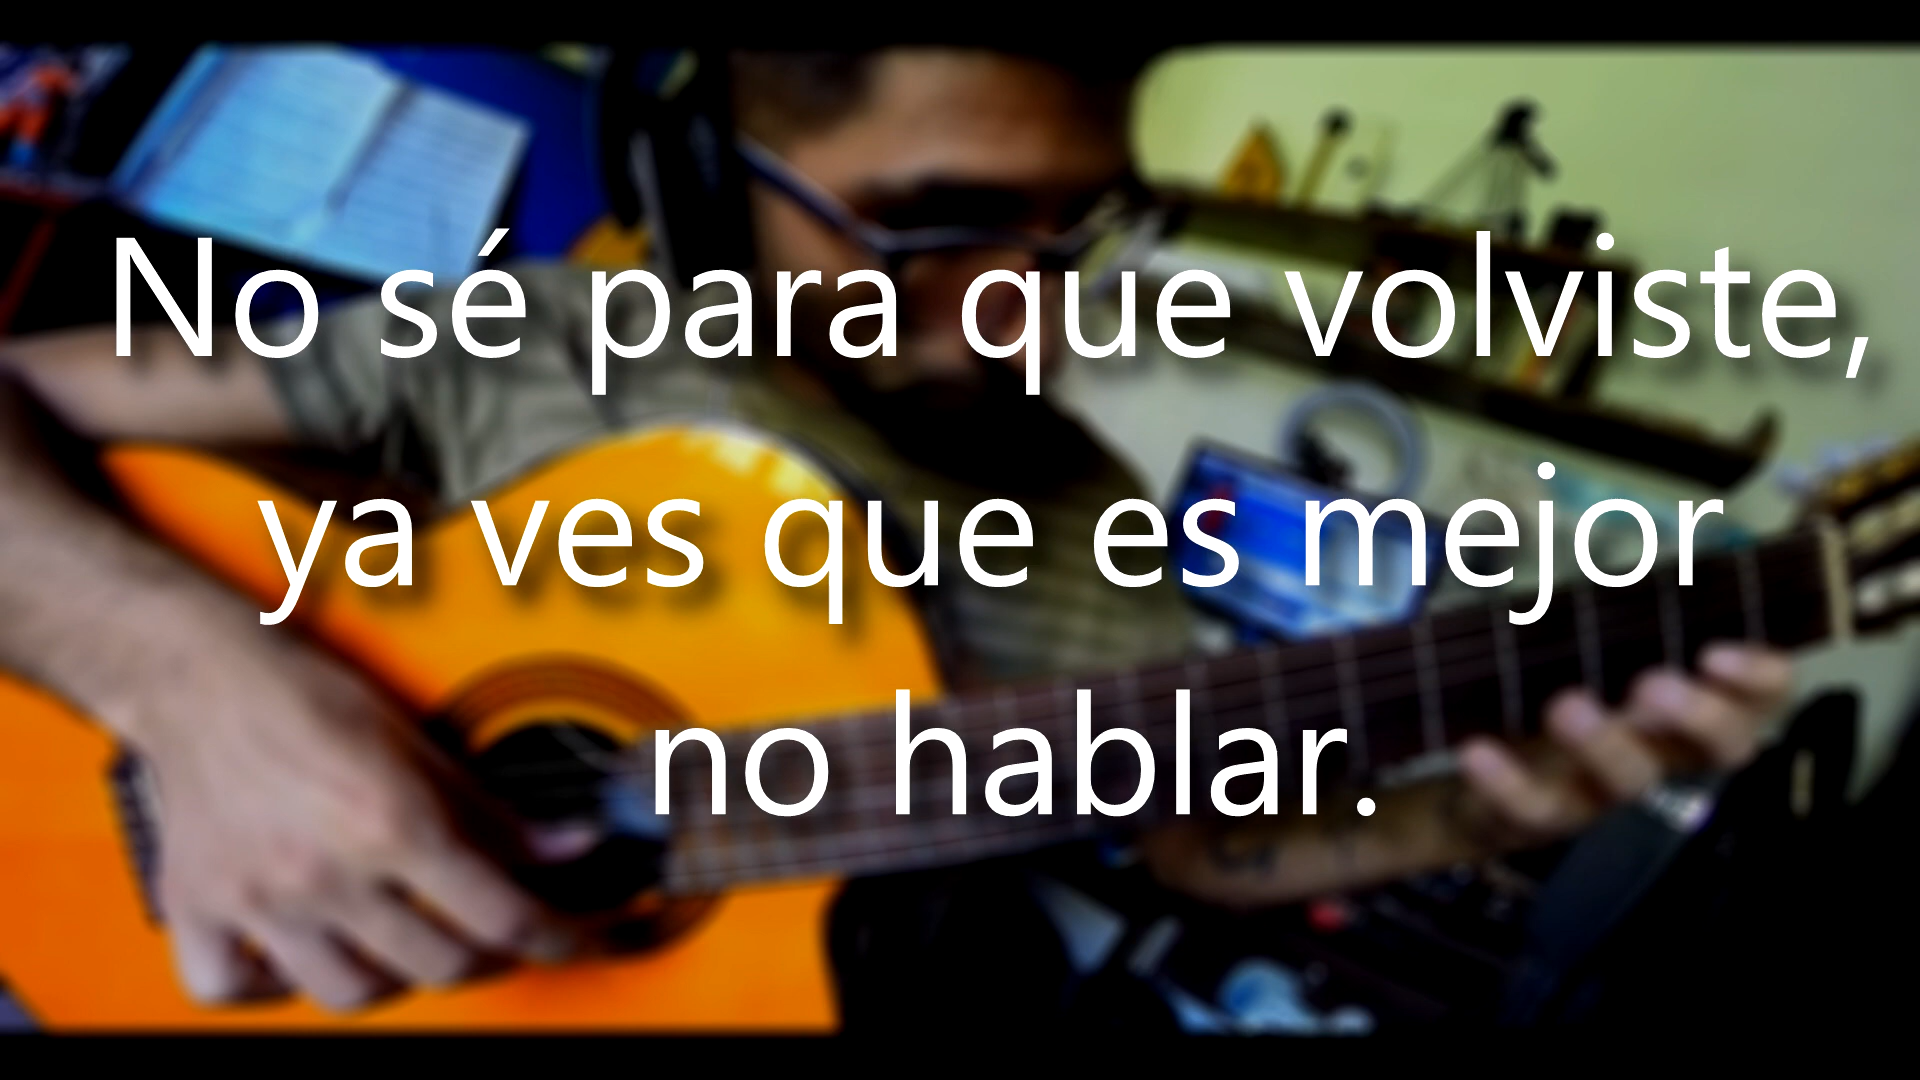 No sé para que volviste,
ya ves que es mejor
no hablar.